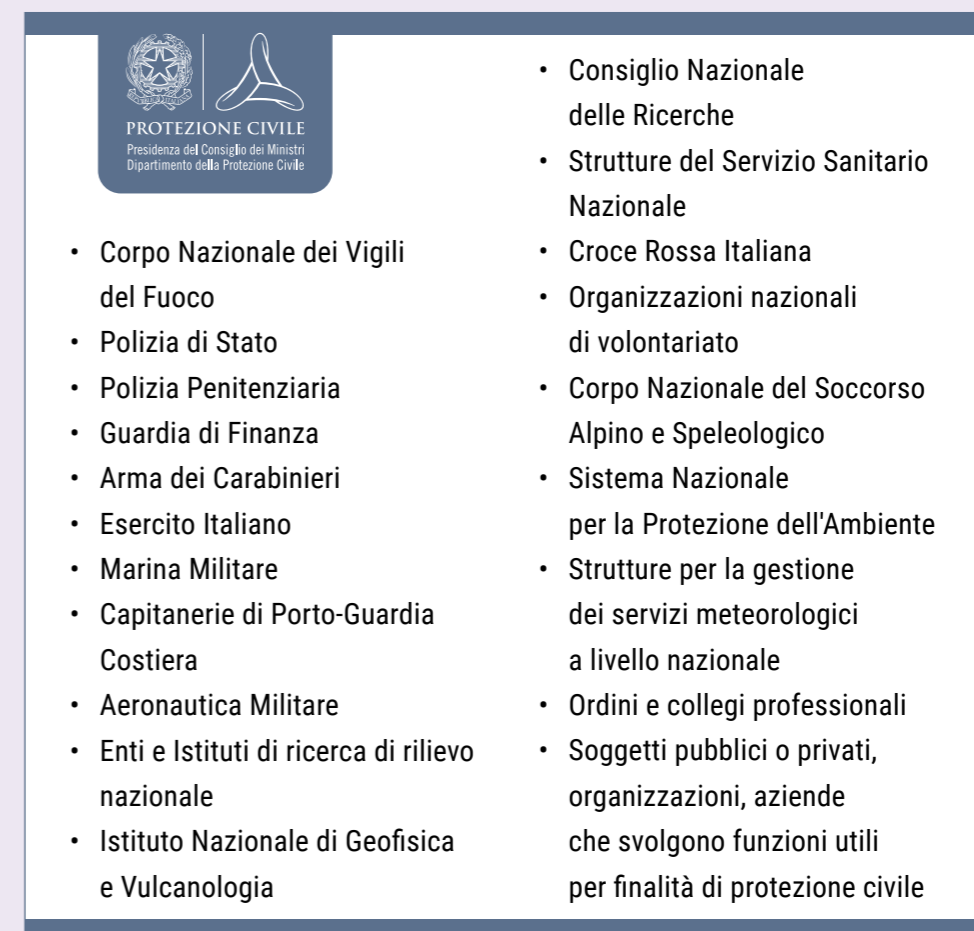 PROTEZIONE CIVILE
Presidenza del Consiglio dei Ministri
Dipartimento della Protezione Civile
• Corpo Nazionale dei Vigili
del Fuoco
• Polizia di Stato
• Polizia Penitenziaria
• Guardia di Finanza
• Arma dei Carabinieri
• Esercito Italiano
• Marina Militare
• Capitanerie di Porto-Guardia
Costiera
• Aeronautica Militare
• Enti e Istituti di ricerca di rilievo
nazionale
• Istituto Nazionale di Geofisica
e Vulcanologia
• Consiglio Nazionale
delle Ricerche
• Strutture del Servizio Sanitario
Nazionale
• Croce Rossa Italiana
• Organizzazioni nazionali
di volontariato
• Corpo Nazionale del Soccorso
Alpino e Speleologico
• Sistema Nazionale
per la Protezione dell'Ambiente
• Strutture per la gestione
dei servizi meteorologici
a livello nazionale
• Ordini e collegi professionali
• Soggetti pubblici o privati,
organizzazioni, aziende
che svolgono funzioni utili
per finalità di protezione civile